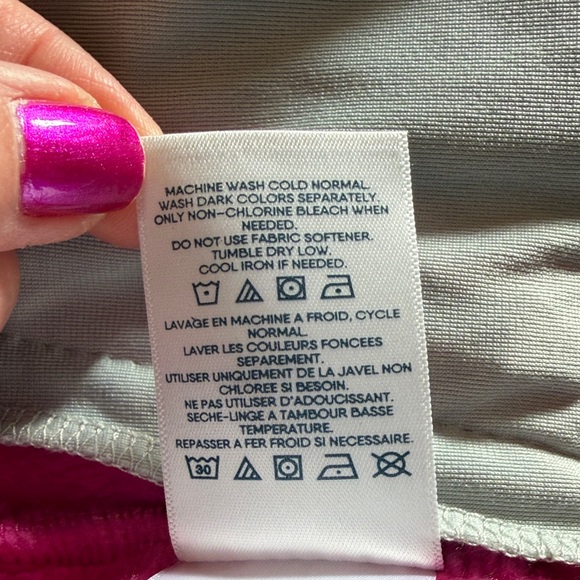 MACHINE WASH COLD NORMAL.
WASH DARK COLORS SEPARATELY.
ONLY NON-CHLORINE BLEACH WHEN
NEEDED.
DO NOT USE FABRIC SOFTENER.
TUMBLE DRY LOW.
COOL IRON IF NEEDED.
LAVAGE EN MACHINE A FROID, CYCLE
NORMAL.
LAVER LES COULEURS FONCEES
SEPAREMENT.
UTILISER UNIQUEMENT DE LA JAVEL NON
CHLOREE SI BESOIN.
NE PAS UTILISER D'ADOUCISSANT.
SECHE-LINGE A TAMBOUR BASSE
TEMPERATURE.
REPASSER A FER FROID SI NECESSAIRE.
30